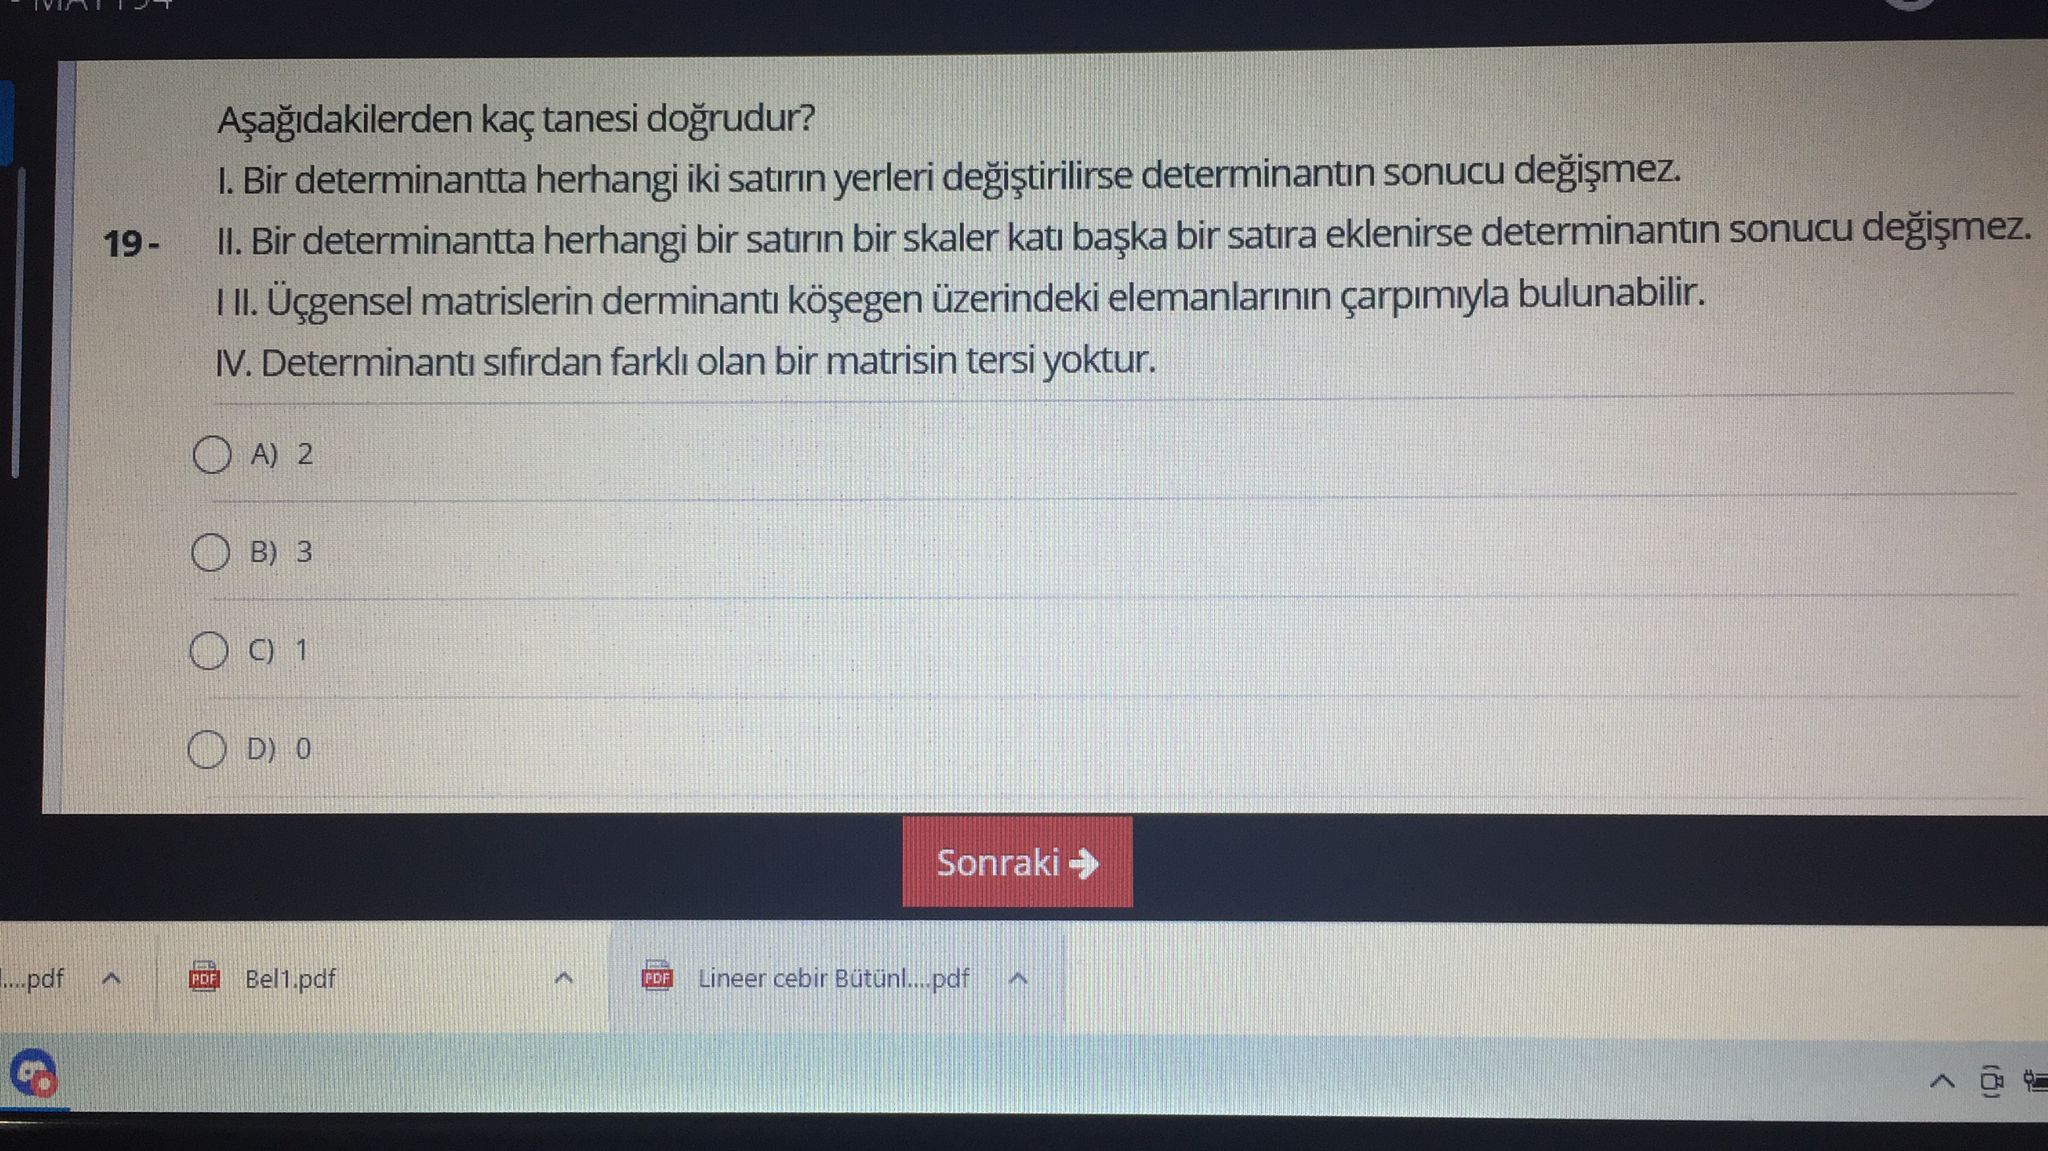 Aşağıdakilerden kaç tanesi doğrudur?
I. Bir determinantta herhangi iki satırın yerleri değiştirilirse determinantın sonucu değişmez.
19 - II. Bir determinantta herhangi bir satırın bir skaler katı başka bir satıra eklenirse determinantın sonucu değişmez.
I II. Üçgensel matrislerin derminantı köşegen üzerindeki elemanlarının çarpımıyla bulunabilir.
IV. Determinantı sıfırdan farklı olan bir matrisin tersi yoktur.
A) 2
B) 3
C) 1
D) 0
Sonraki
....pdf PDF Bel1.pdf PDF Lineer cebir Bütünl....pdf